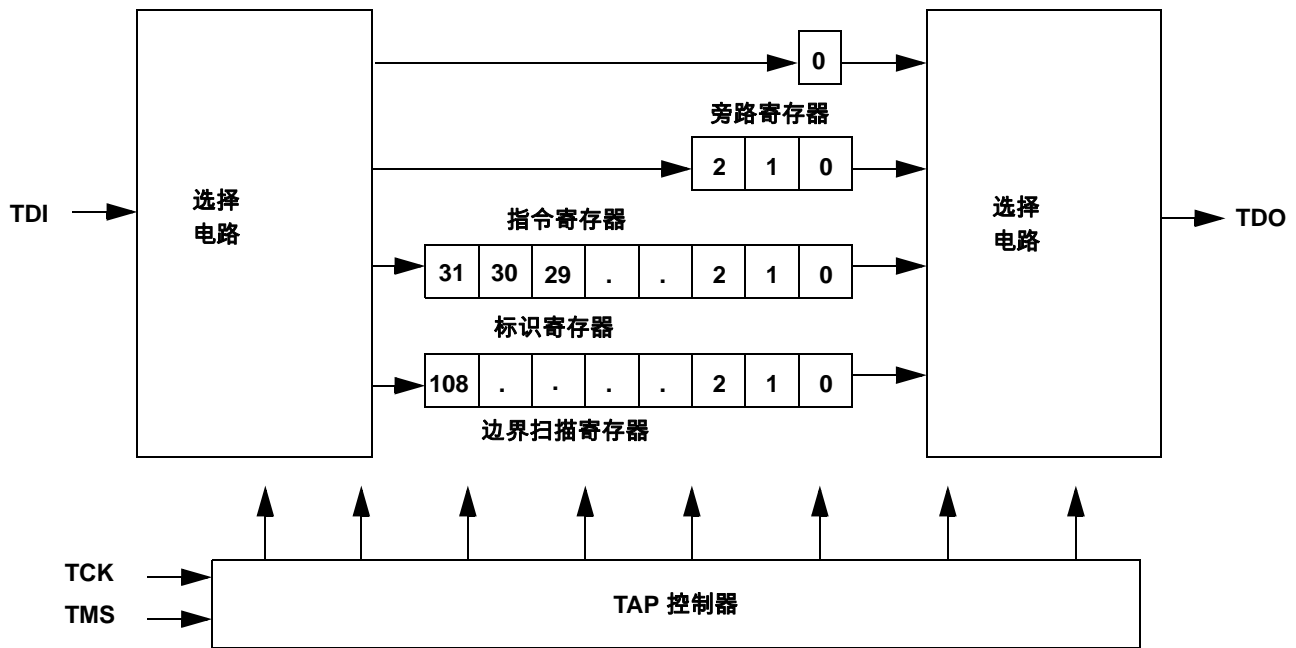 0
旁路寄存器
2 1 0
TDI
选择
电路
选择
电路
TDO
指令寄存器
31 30 29 . . 2 1 0
标识寄存器
108 . . . . 2 1 0
边界扫描寄存器
TCK
TMS
TAP 控制器